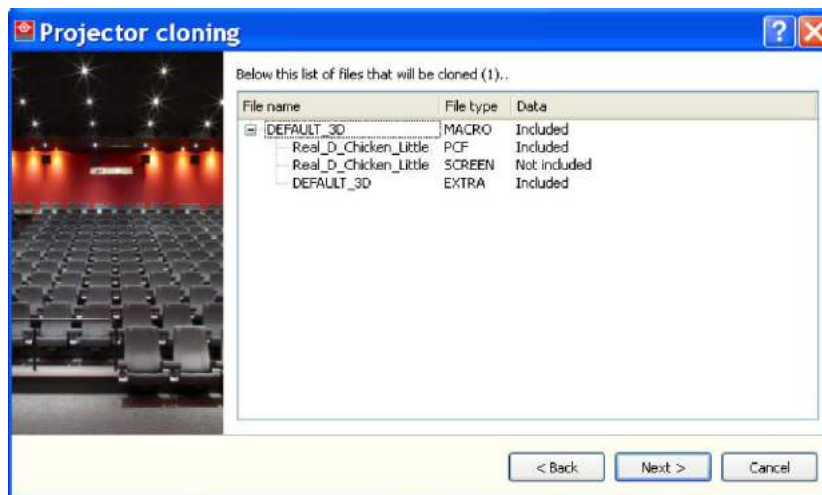 Projector cloning
Below this list of files that will be cloned (1)..
File name File type Data
DEFAULT_3D MACRO Included
Real_D_Chicken_Little PCF Included
Real_D_Chicken_Little SCREEN Not included
DEFAULT_3D EXTRA Included
< Back Next > Cancel